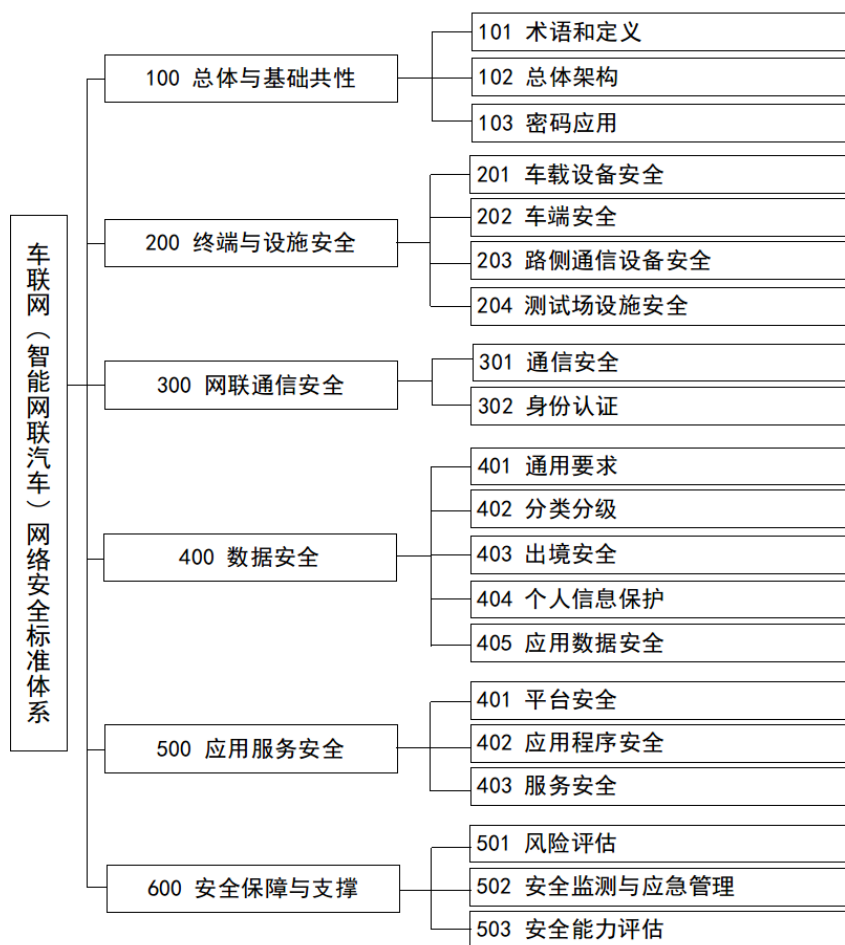 车联网（智能网联汽车）网络安全标准体系
100 总体与基础共性
101 术语和定义
102 总体架构
103 密码应用
200 终端与设施安全
201 车载设备安全
202 车端安全
203 路侧通信设备安全
204 测试场设施安全
300 网联通信安全
301 通信安全
302 身份认证
400 数据安全
401 通用要求
402 分类分级
403 出境安全
404 个人信息保护
405 应用数据安全
500 应用服务安全
401 平台安全
402 应用程序安全
403 服务安全
600 安全保障与支撑
501 风险评估
502 安全监测与应急管理
503 安全能力评估